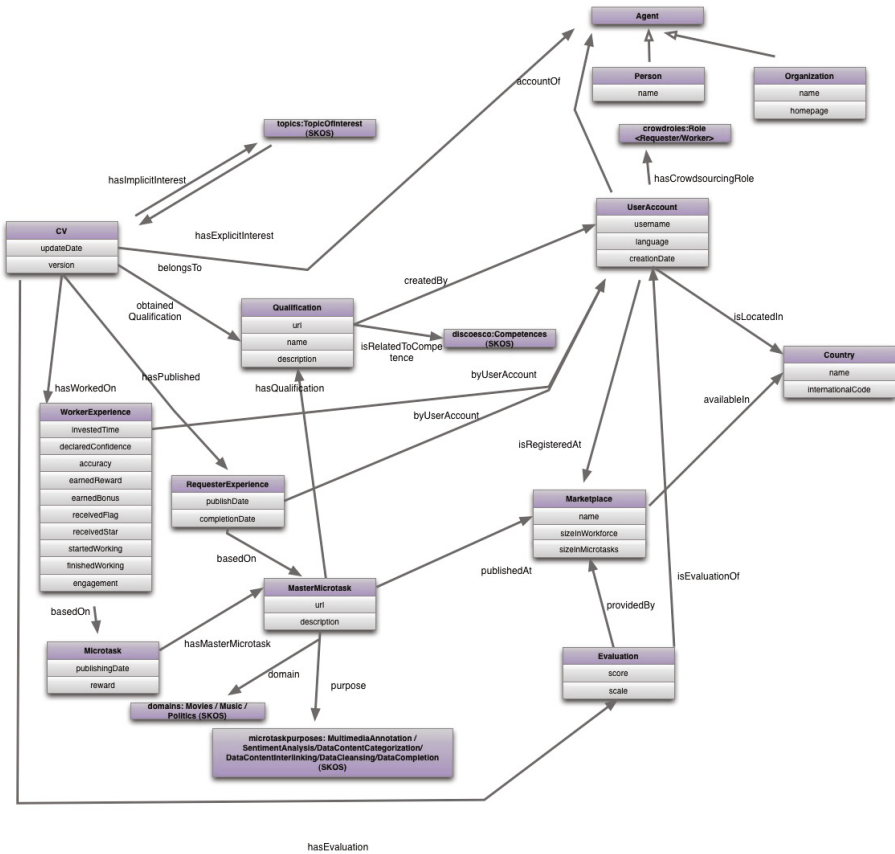 Agent
accountOf
Person
name
Organization
name
homepage
topics:TopicOfInterest
(SKOS)
crowdroles:Role
<Requester/Worker>
hasImplicitInterest
hasCrowdsourcingRole
UserAccount
username
language
creationDate
CV
updateDate
version
hasExplicitInterest
belongsTo
createdBy
obtained
Qualification
Qualification
url
name
description
isRelatedToCompe
tence
discoesco:Competences
(SKOS)
isLocatedIn
Country
name
internationalCode
hasPublished
hasWorkedOn
hasQualification
byUserAccount
byUserAccount
availableIn
WorkerExperience
investedTime
declaredConfidence
accuracy
earnedReward
earnedBonus
receivedFlag
receivedStar
startedWorking
finishedWorking
engagement
isRegisteredAt
RequesterExperience
publishDate
completionDate
Marketplace
name
sizeInWorkforce
sizeInMicrotasks
basedOn
publishedAt
isEvaluationOf
MasterMicrotask
url
description
providedBy
basedOn
hasMasterMicrotask
Microtask
publishingDate
reward
Evaluation
score
scale
domain
purpose
domains: Movies / Music /
Politics (SKOS)
microtaskpurposes: MultimediaAnnotation /
SentimentAnalysis/DataContentCategorization/
DataContentInterlinking/DataCleansing/DataCompletion
(SKOS)
hasEvaluation